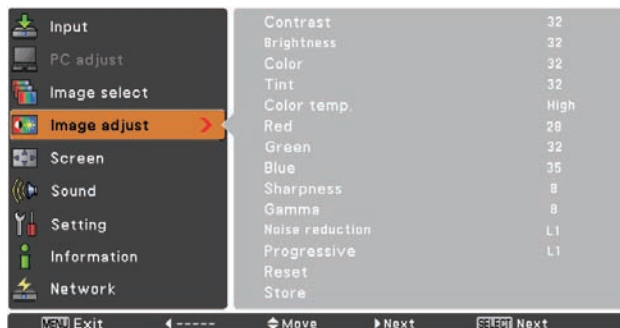 Input
PC adjust
Image select
Image adjust
Screen
Sound
Setting
Information
Network
Contrast 32
Brightness 32
Color 32
Tint 32
Color temp. High
Red 28
Green 32
Blue 35
Sharpness 8
Gamma 8
Noise reduction L1
Progressive L1
Reset
Store
MENU Exit ◀ ----- Move ▶ Next SELECT Next